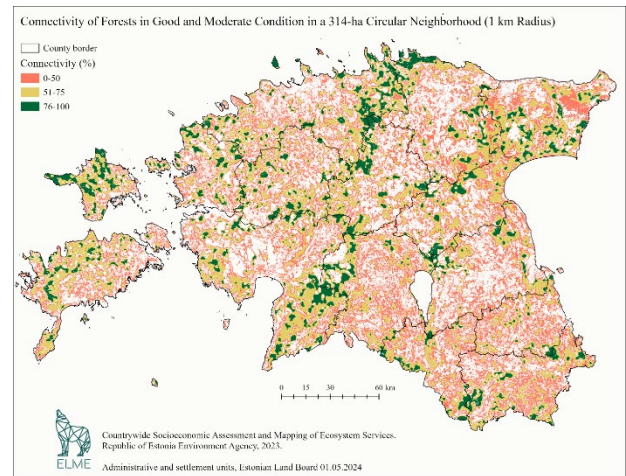 Connectivity of Forests in Good and Moderate Condition in a 314-ha Circular Neighborhood (1 km Radius)
County border
Connectivity (%)
0-50
51-75
76-100
0 15 30 60 km
Countrywide Socioeconomic Assessment and Mapping of Ecosystem Services.
Republic of Estonia Environment Agency, 2023.
ELME
Administrative and settlement units, Estonian Land Board 01.05.2024